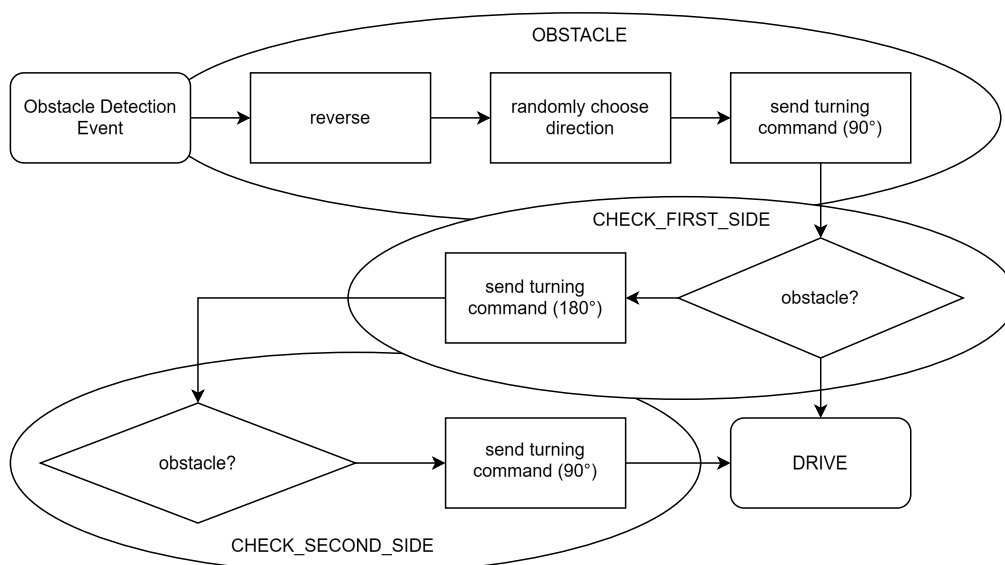 OBSTACLE
Obstacle Detection
Event
reverse
randomly choose
direction
send turning
command (90°)
CHECK_FIRST_SIDE
send turning
command (180°)
obstacle?
obstacle?
send turning
command (90°)
DRIVE
CHECK_SECOND_SIDE